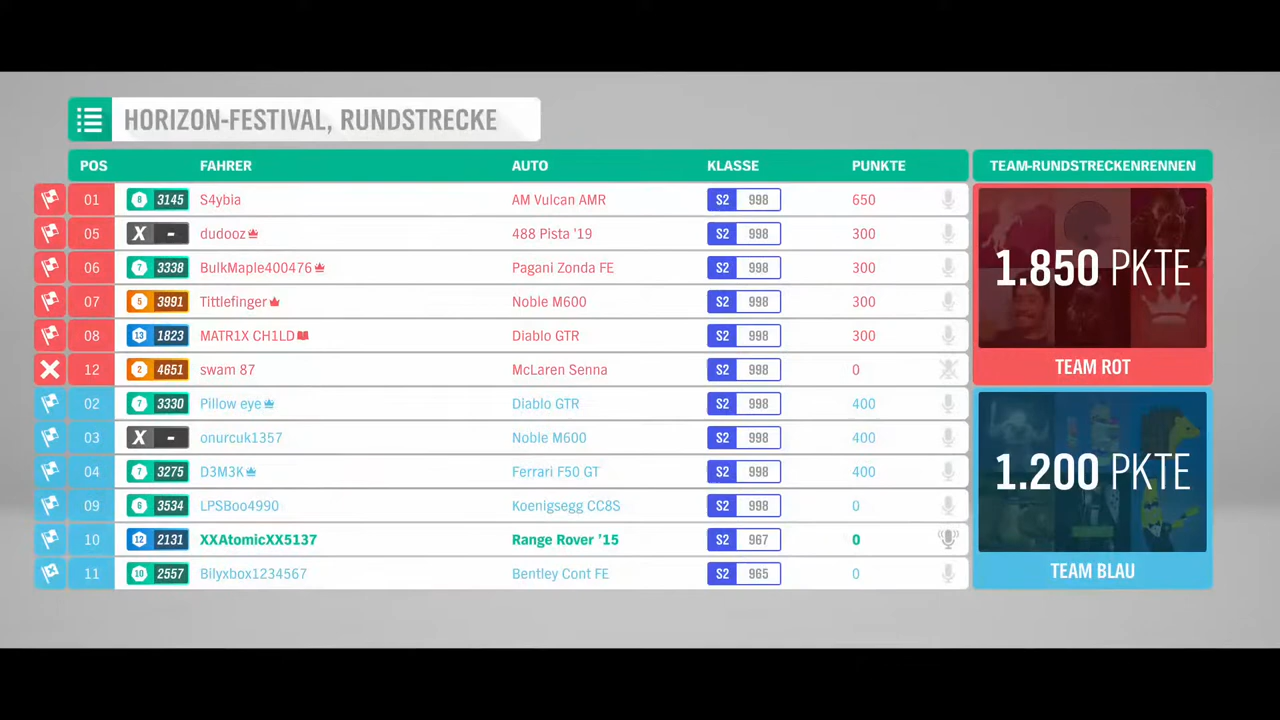 HORIZON-FESTIVAL, RUNDSTRECKE
POS FAHRER AUTO KLASSE PUNKTE TEAM-RUNDSTRECKENRENNEN
01 8 3145 S4ybia AM Vulcan AMR S2 998 650
05 X - dudooz 488 Pista '19 S2 998 300
06 7 3338 BulkMaple400476 Pagani Zonda FE S2 998 300
07 5 3991 Tittlefinger Noble M600 S2 998 300
08 13 1823 MATR1X CH1LD Diablo GTR S2 998 300
12 2 4651 swam 87 McLaren Senna S2 998 0
1.850 PKTE
TEAM ROT
02 7 3330 Pillow eye Diablo GTR S2 998 400
03 X - onurcuk1357 Noble M600 S2 998 400
04 7 3275 D3M3K Ferrari F50 GT S2 998 400
09 6 3534 LPSBoo4990 Koenigsegg CC8S S2 998 0
10 12 2131 XXAtomicXX5137 Range Rover '15 S2 967 0
11 10 2557 Bilyxbox1234567 Bentley Cont FE S2 965 0
1.200 PKTE
TEAM BLAU